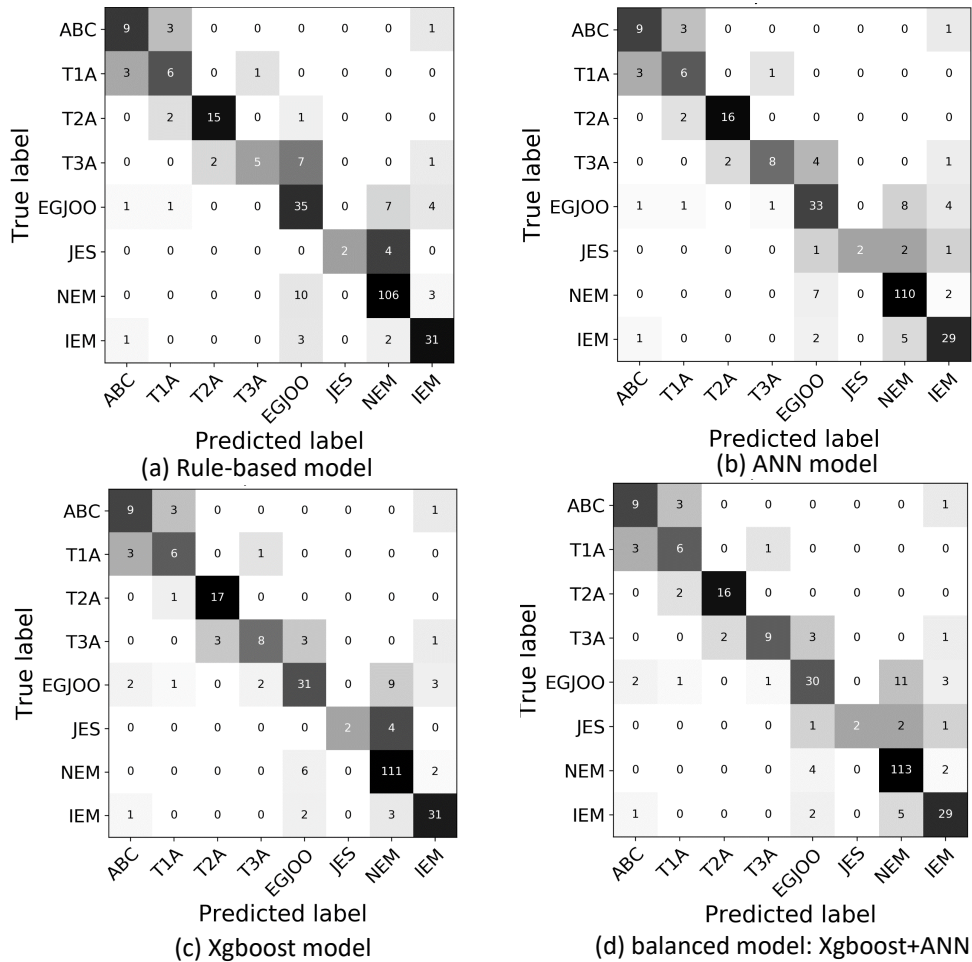 ABC 9 3 0 0 0 0 0 1
T1A 3 6 0 1 0 0 0 0
T2A 0 2 15 0 1 0 0 0
T3A 0 0 2 5 7 0 0 1
EGJOO 1 1 0 0 35 0 7 4
JES 0 0 0 0 0 2 4 0
NEM 0 0 0 0 10 0 106 3
IEM 1 0 0 0 3 0 2 31
True label
ABC T1A T2A T3A EGJOO JES NEM IEM
Predicted label
(a) Rule-based model
ABC 9 3 0 0 0 0 0 1
T1A 3 6 0 1 0 0 0 0
T2A 0 2 16 0 0 0 0 0
T3A 0 0 2 8 4 0 0 1
EGJOO 1 1 0 1 33 0 8 4
JES 0 0 0 0 1 2 2 1
NEM 0 0 0 0 7 0 110 2
IEM 1 0 0 0 2 0 5 29
True label
ABC T1A T2A T3A EGJOO JES NEM IEM
Predicted label
(b) ANN model
ABC 9 3 0 0 0 0 0 1
T1A 3 6 0 1 0 0 0 0
T2A 0 1 17 0 0 0 0 0
T3A 0 0 3 8 3 0 0 1
EGJOO 2 1 0 2 31 0 9 3
JES 0 0 0 0 0 2 4 0
NEM 0 0 0 0 6 0 111 2
IEM 1 0 0 0 2 0 3 31
True label
ABC T1A T2A T3A EGJOO JES NEM IEM
Predicted label
(c) Xgboost model
ABC 9 3 0 0 0 0 0 1
T1A 3 6 0 1 0 0 0 0
T2A 0 2 16 0 0 0 0 0
T3A 0 0 2 9 3 0 0 1
EGJOO 2 1 0 1 30 0 11 3
JES 0 0 0 0 1 2 2 1
NEM 0 0 0 0 4 0 113 2
IEM 1 0 0 0 2 0 5 29
True label
ABC T1A T2A T3A EGJOO JES NEM IEM
Predicted label
(d) balanced model: Xgboost+ANN